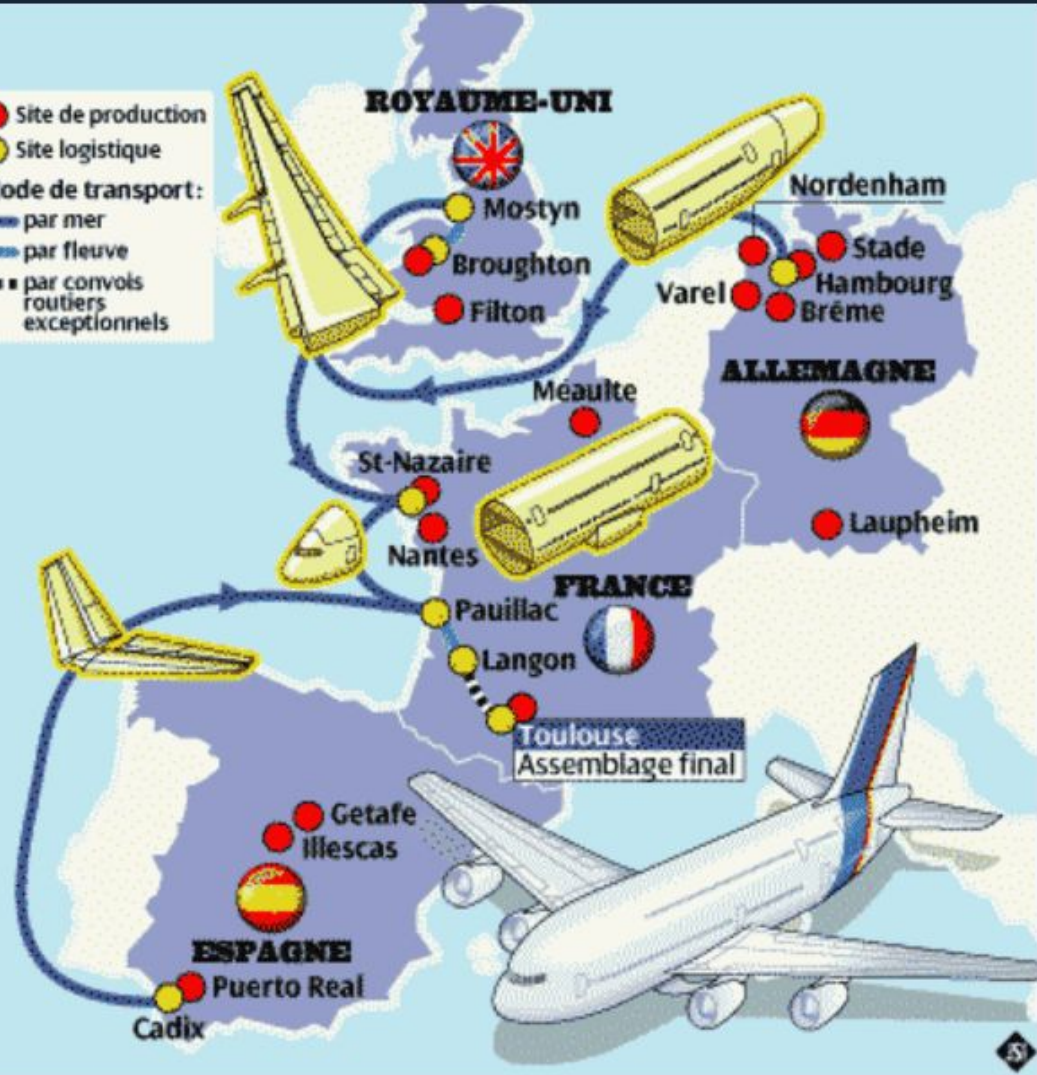 ROYAUME-UNI
Site de production
Site logistique
ode de transport:
par mer
par fleuve
par convois
routiers
exceptionnels
Mostyn
Broughton
Filton
Nordenham
Stade
Hambourg
Varel
Brême
ALLEMAGNE
Méaulte
St-Nazaire
Nantes
Laupheim
FRANCE
Pauillac
Langon
Toulouse
Assemblage final
Getafe
Illescas
ESPAGNE
Puerto Real
Cadix